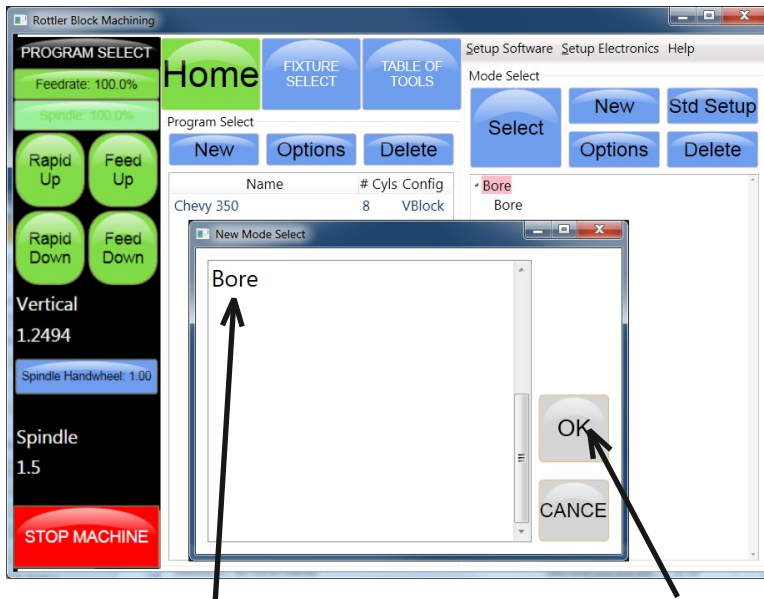 Rottler Block Machining
PROGRAM SELECT
Feedrate: 100.0%
Spindle: 100.0%
Rapid Up
Feed Up
Rapid Down
Feed Down
Vertical
1.2494
Spindle Handwheel: 1.00
Spindle
1.5
STOP MACHINE
Home
FIXTURE SELECT
TABLE OF TOOLS
Program Select
New
Options
Delete
Name # Cyls Config
Chevy 350 8 VBlock
Setup Software Setup Electronics Help
Mode Select
Select
New
Std Setup
Options
Delete
Bore
Bore
New Mode Select
Bore
OK
CANCE